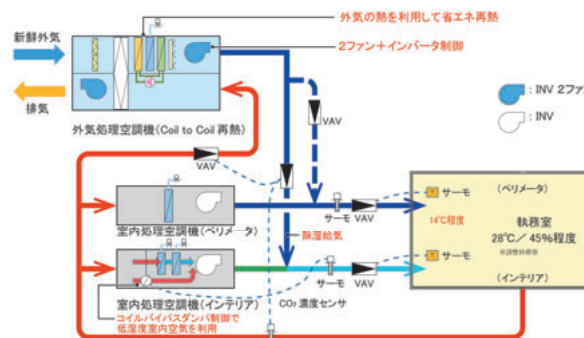 外気の熱を利用して省エネ再熱
新鮮外気
2ファン+インバータ制御
排気
:INV 2ファ
VAV
:INV
外気処理空調機(Coil to Coil 再熱)
VAV
サーモ
(ペリメータ)
サーモ
VAV
14℃程度
執務室
室内処理空調機(ペリメータ)
28℃/45%程度
除湿給気
※調整目標値
サーモ
(インテリア)
サーモ
VAV
室内処理空調機(インテリア)
CO₂ 濃度センサ
コイルバイパスダンパ制御で
低湿度室内空気を利用